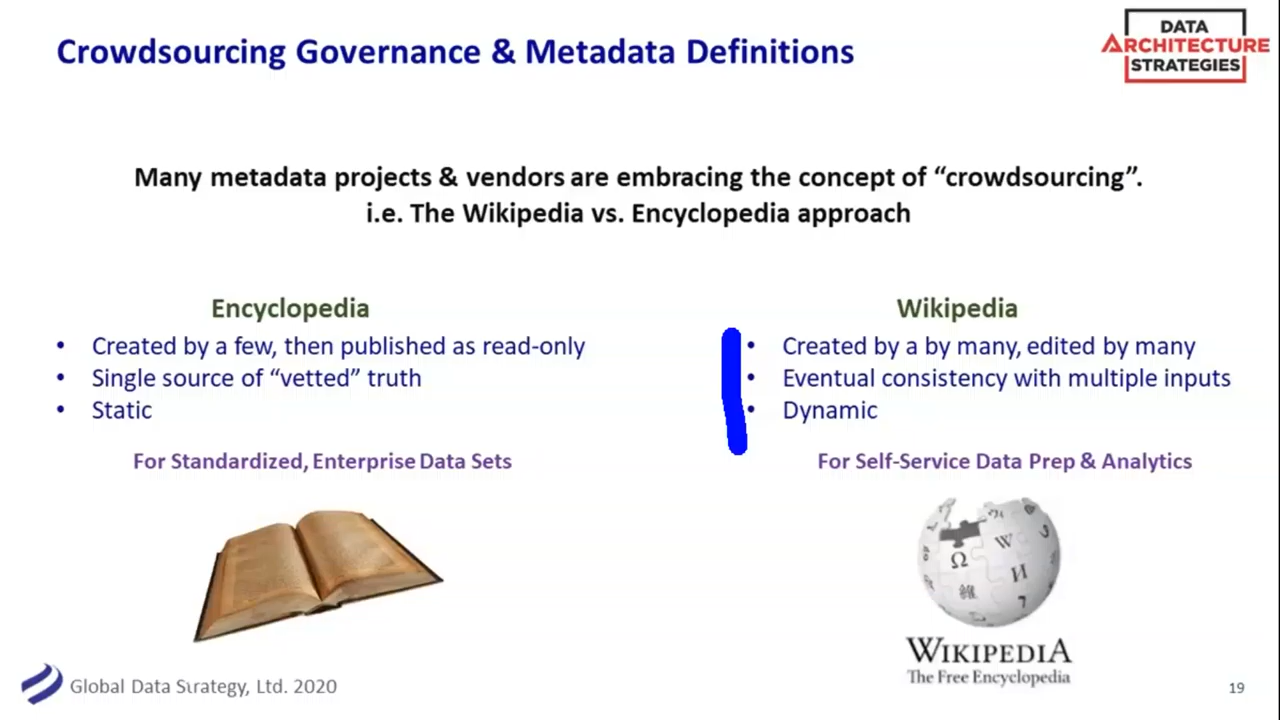 Crowdsourcing Governance & Metadata Definitions
DATA
ARCHITECTURE
STRATEGIES
Many metadata projects & vendors are embracing the concept of “crowdsourcing”.
i.e. The Wikipedia vs. Encyclopedia approach
Encyclopedia
• Created by a few, then published as read-only
• Single source of “vetted” truth
• Static
For Standardized, Enterprise Data Sets
Wikipedia
• Created by a by many, edited by many
• Eventual consistency with multiple inputs
• Dynamic
For Self-Service Data Prep & Analytics
Ω
W
И
WIKIPEDIA
The Free Encyclopedia
Global Data Strategy, Ltd. 2020
19